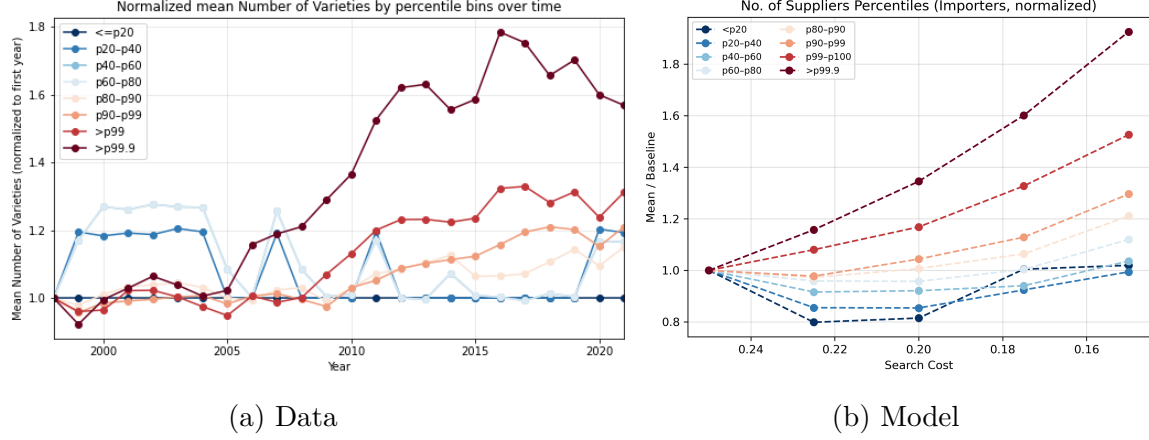 Normalized mean Number of Varieties by percentile bins over time
Mean Number of Varieties (normalized to first year)
1.8
1.6
1.4
1.2
1.0
<=p20
p20–p40
p40–p60
p60–p80
p80–p90
p90–p99
>p99
>p99.9
2000
2005
2010
2015
2020
Year
(a) Data
No. of Suppliers Percentiles (Importers, normalized)
Mean / Baseline
1.8
1.6
1.4
1.2
1.0
0.8
<p20
p20–p40
p40–p60
p60–p80
p80–p90
p90–p99
p99–p100
>p99.9
0.24
0.22
0.20
0.18
0.16
Search Cost
(b) Model